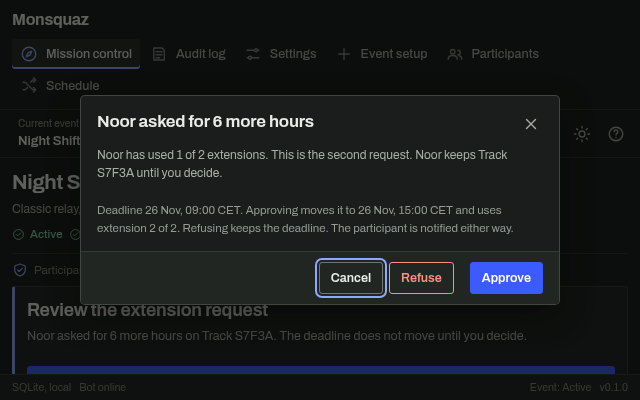 Monsquaz
Mission control
Audit log
Settings
Event setup
Participants
Schedule
Current event
Night Shift
Noor asked for 6 more hours
Noor has used 1 of 2 extensions. This is the second request. Noor keeps Track
S7F3A until you decide.
Deadline 26 Nov, 09:00 CET. Approving moves it to 26 Nov, 15:00 CET and uses
extension 2 of 2. Refusing keeps the deadline. The participant is notified either way.
Cancel
Refuse
Approve
Night S
Classic relay,
Active
Participa
Review the extension request
Noor asked for 6 more hours on Track S7F3A. The deadline does not move until you decide.
SQLite, local Bot online
Event: Active v0.1.0